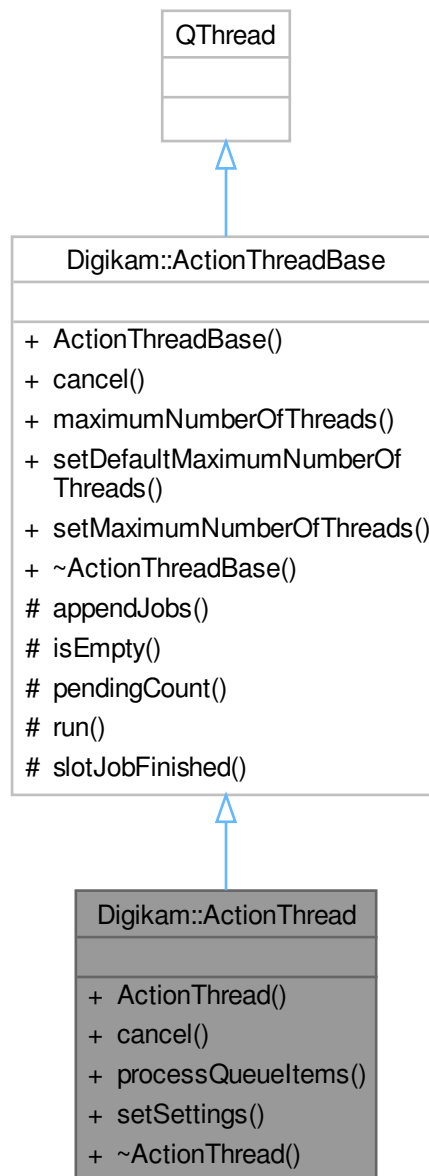 QThread
Digikam::ActionThreadBase
+ ActionThreadBase()
+ cancel()
+ maximumNumberOfThreads()
+ setDefaultMaximumNumberOf
Threads()
+ setMaximumNumberOfThreads()
+ ~ActionThreadBase()
# appendJobs()
# isEmpty()
# pendingCount()
# run()
# slotJobFinished()
Digikam::ActionThread
+ ActionThread()
+ cancel()
+ processQueueItems()
+ setSettings()
+ ~ActionThread()